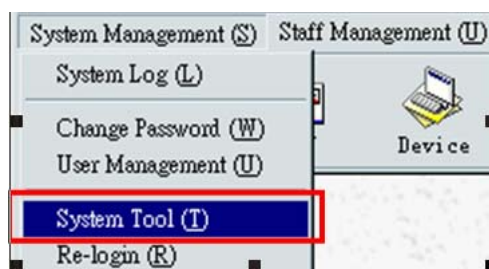 System Management (S) Staff Management (U)
System Log (L)
Change Password (W)
User Management (U)
Device
System Tool (T)
Re-login (R)